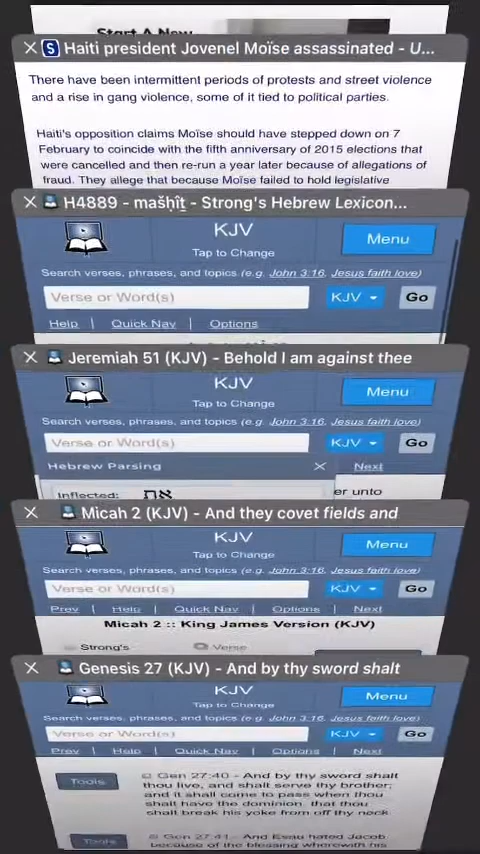 Start A New
Haiti president Jovenel Moïse assassinated - U...
There have been intermittent periods of protests and street violence
and a rise in gang violence, some of it tied to political parties.
Haiti's opposition claims Moïse should have stepped down on 7
February to coincide with the fifth anniversary of 2015 elections that
were cancelled and then re-run a year later because of allegations of
fraud. They allege that because Moïse failed to hold legislative
H4889 - mašḥîṯ - Strong's Hebrew Lexicon...
KJV
Tap to Change
Menu
Search verses, phrases, and topics (e.g. John 3:16, Jesus faith love)
Verse or Word(s)
KJV
Go
Help | Quick Nav | Options
Jeremiah 51 (KJV) - Behold I am against thee
KJV
Tap to Change
Menu
Search verses, phrases, and topics (e.g. John 3:16, Jesus faith love)
Verse or Word(s)
KJV
Go
Hebrew Parsing
Next
Inflected: את
er unto
Micah 2 (KJV) - And they covet fields and
KJV
Tap to Change
Menu
Search verses, phrases, and topics (e.g. John 3:16, Jesus faith love)
Verse or Word(s)
KJV
Go
Prev | Help | Quick Nav | Options | Next
Micah 2 :: King James Version (KJV)
Strong's
Verse
Genesis 27 (KJV) - And by thy sword shalt
KJV
Tap to Change
Menu
Search verses, phrases, and topics (e.g. John 3:16, Jesus faith love)
Verse or Word(s)
KJV
Go
Prev | Help | Quick Nav | Options | Next
Tools
Gen 27:40 - And by thy sword shalt
thou live, and shalt serve thy brother;
and it shall come to pass when thou
shalt have the dominion, that thou
shalt break his yoke from off thy neck.
Tools
Gen 27:41 - And Esau hated Jacob
because of the blessing wherewith his